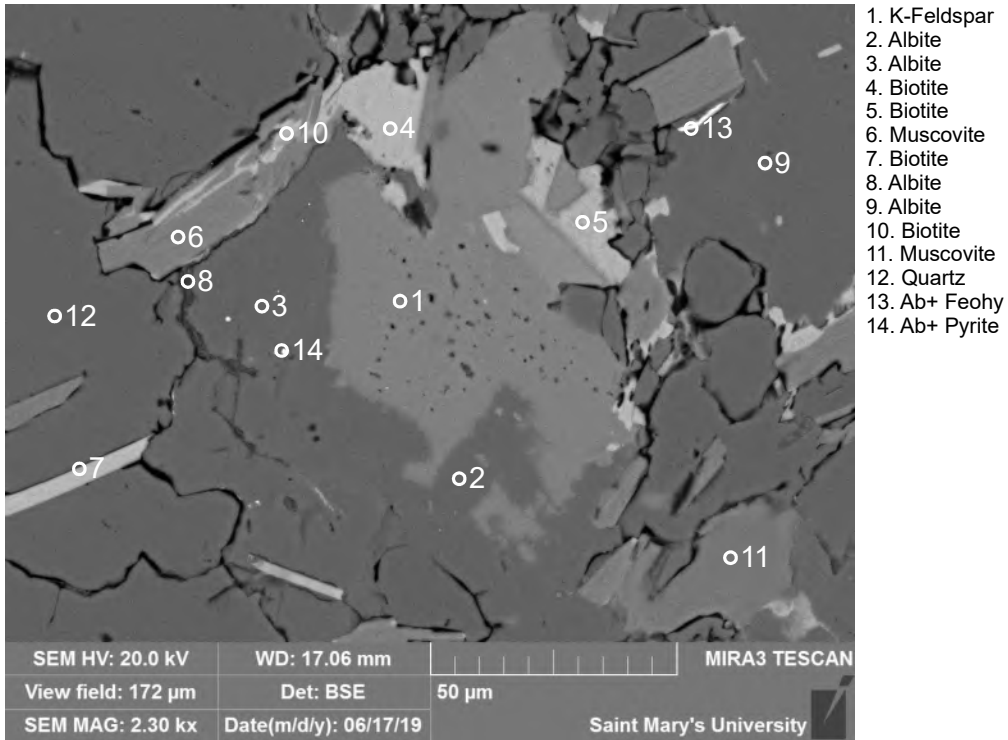 1. K-Feldspar
2. Albite
3. Albite
4. Biotite
5. Biotite
6. Muscovite
7. Biotite
8. Albite
9. Albite
10. Biotite
11. Muscovite
12. Quartz
13. Ab+ Feohy
14. Ab+ Pyrite
10
4
13
9
5
6
8
12
3
1
14
7
2
11
SEM HV: 20.0 kV WD: 17.06 mm MIRA3 TESCAN
View field: 172 µm Det: BSE 50 µm
SEM MAG: 2.30 kx Date(m/d/y): 06/17/19 Saint Mary's University